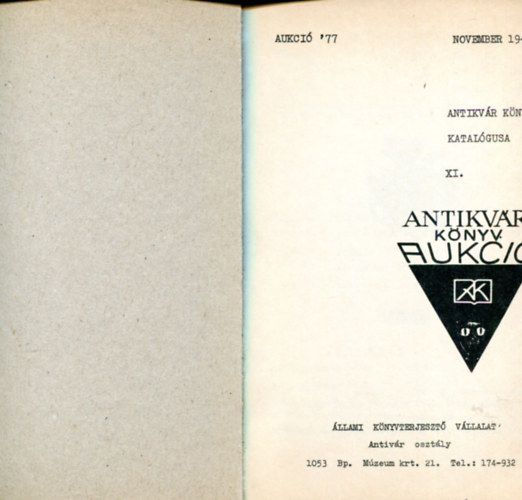 AUKCIÓ '77 NOVEMBER 19-
ANTIKVÁR KÖN
KATALÓGUSA
XI.
ANTIKVÁR
KÖNYV
AUKCIÓ
AK
ÁLLAMI KÖNYVTERJESZTŐ VÁLLALAT
Antivár osztály
1053 Bp. Múzeum krt. 21. Tel.: 174-932